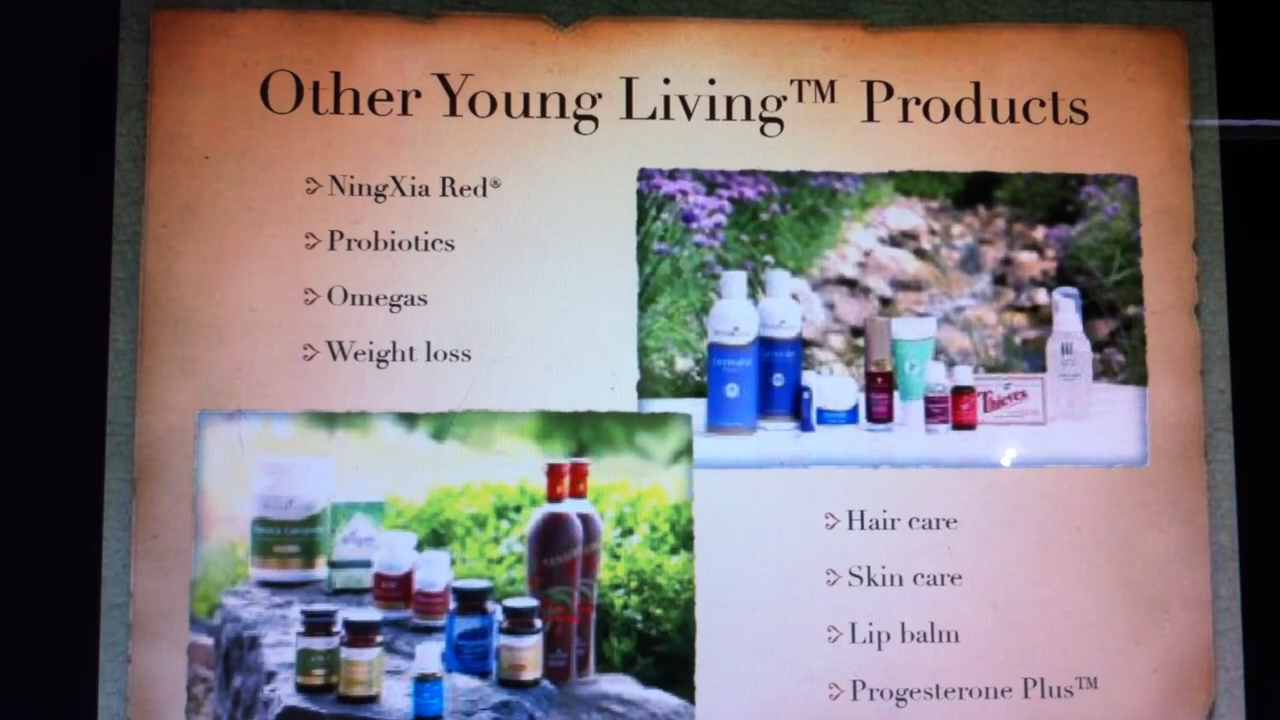 Other Young Living™ Products
NingXia Red®
Probiotics
Omegas
Weight loss
Thieves
Hair care
Skin care
Lip balm
Progesterone Plus™